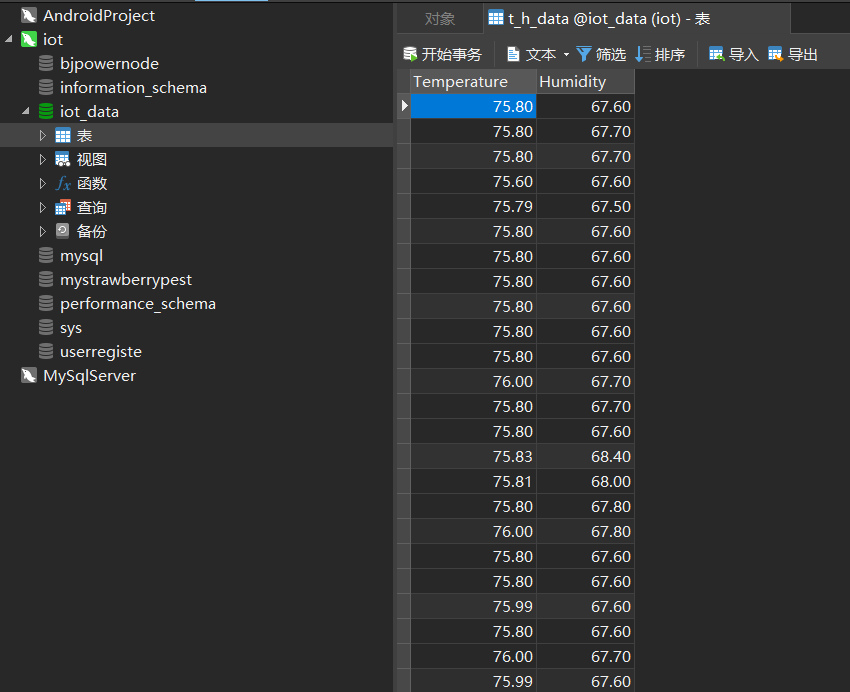 AndroidProject
iot
bjpowernode
information_schema
iot_data
表
视图
函数
查询
备份
mysql
mystrawberrypest
performance_schema
sys
userregiste
MySqlServer
对象
t_h_data @iot_data (iot) - 表
开始事务 文本 筛选 排序 导入 导出
Temperature Humidity
75.80 67.60
75.80 67.70
75.80 67.70
75.60 67.60
75.79 67.50
75.80 67.60
75.80 67.60
75.80 67.60
75.80 67.60
75.80 67.60
75.80 67.60
76.00 67.70
75.80 67.70
75.80 67.60
75.83 68.40
75.81 68.00
75.80 67.80
76.00 67.80
75.80 67.60
75.80 67.60
75.99 67.60
75.80 67.60
76.00 67.70
75.99 67.60